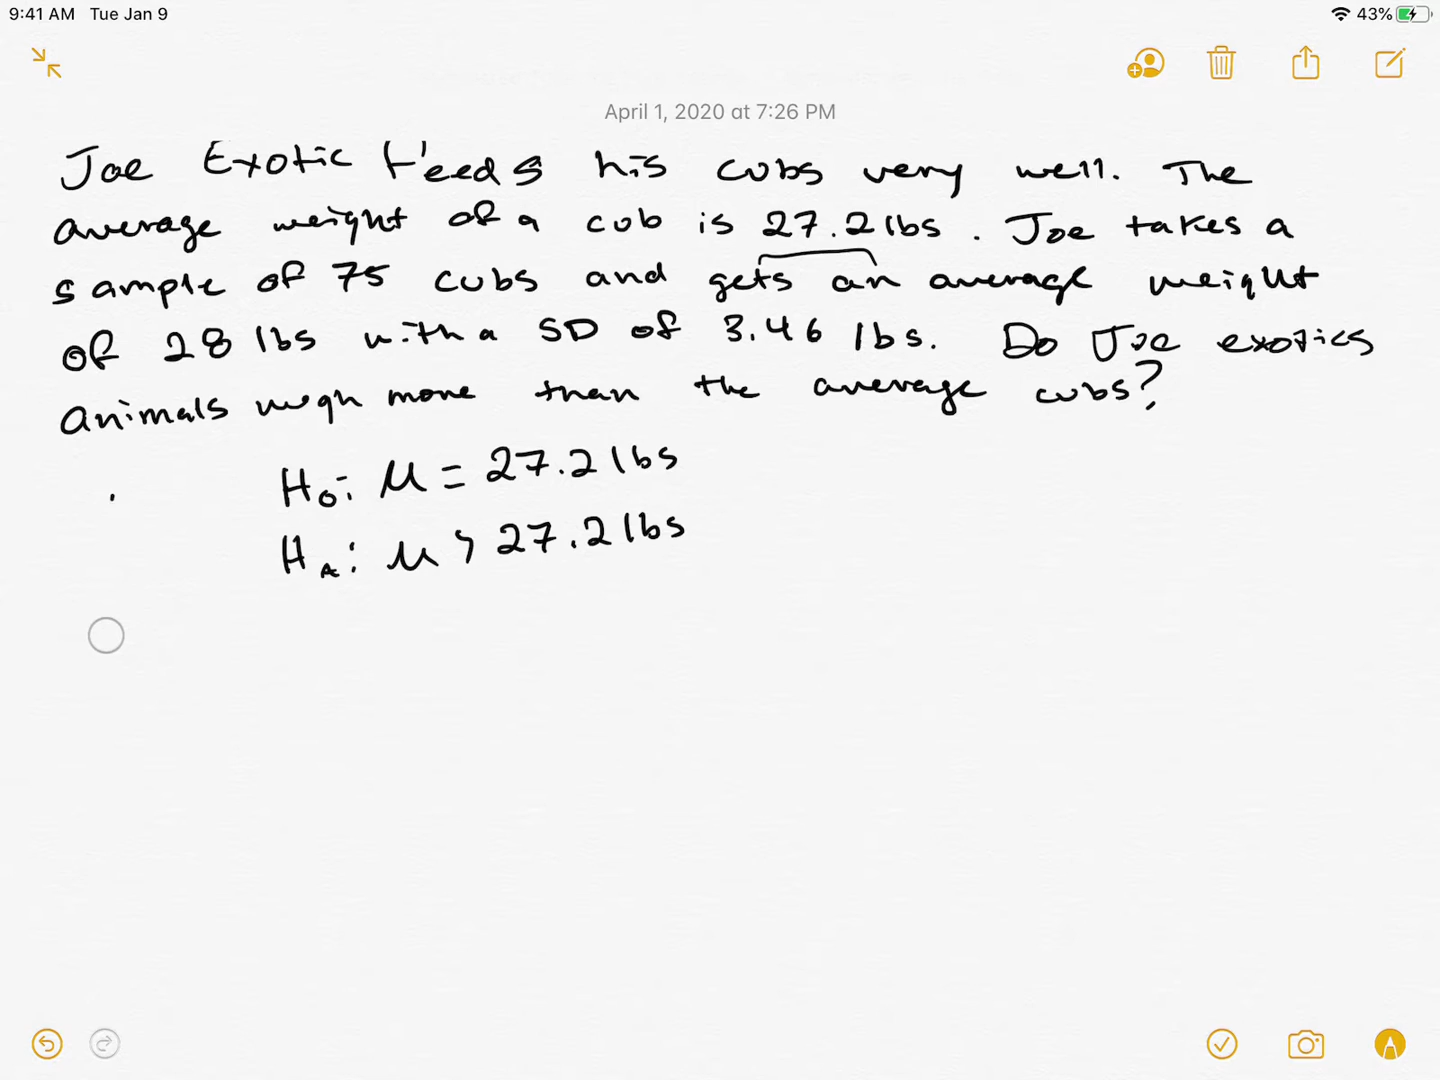 9:41 AM Tue Jan 9 43%
April 1, 2020 at 7:26 PM
Joe Exotic feeds his cubs very well. The
average weight of a cub is 27.2 lbs. Joe takes a
sample of 75 cubs and gets an average weight
of 28 lbs with a SD of 3.46 lbs. Do Joe exotics
animals more than the average cubs?
H₀: μ = 27.2 lbs
Hₐ: μ > 27.2 lbs